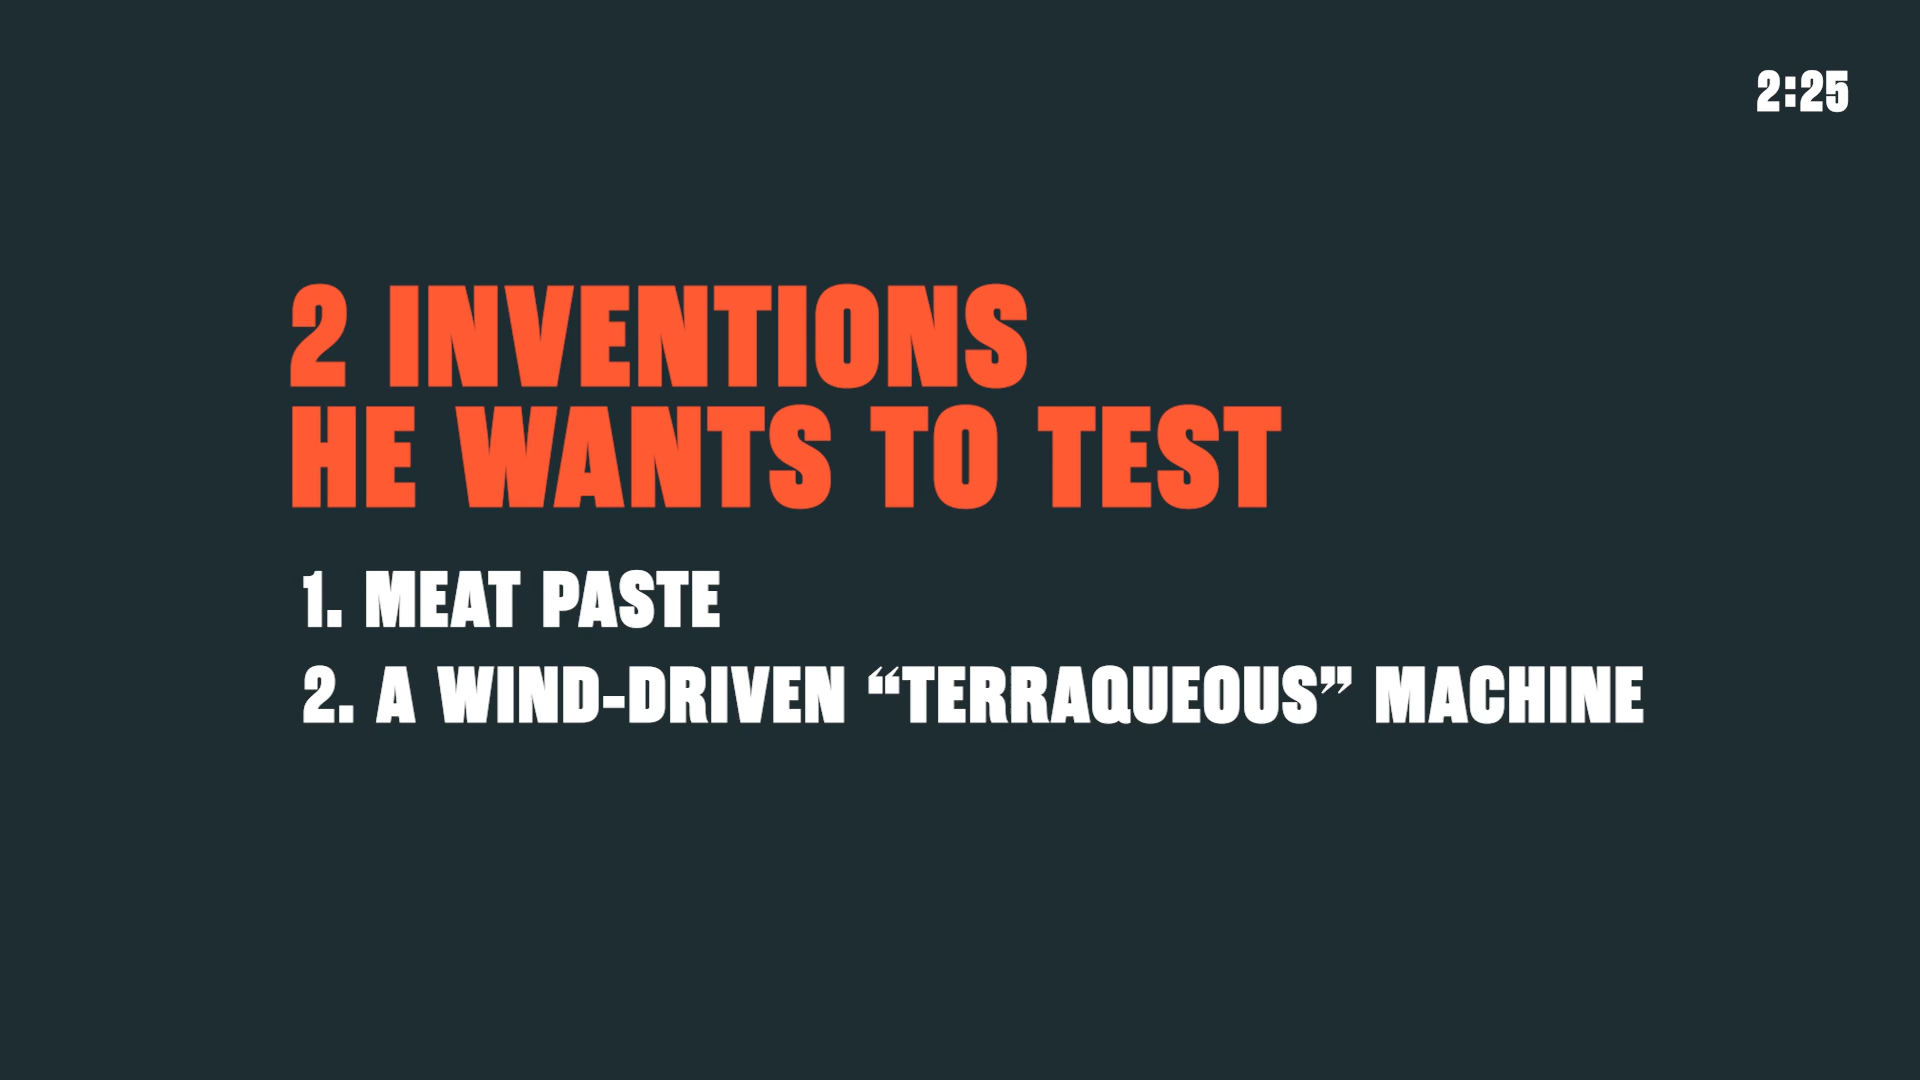 2:25
2 INVENTIONS
HE WANTS TO TEST
1. MEAT PASTE
2. A WIND-DRIVEN “TERRAQUEOUS” MACHINE